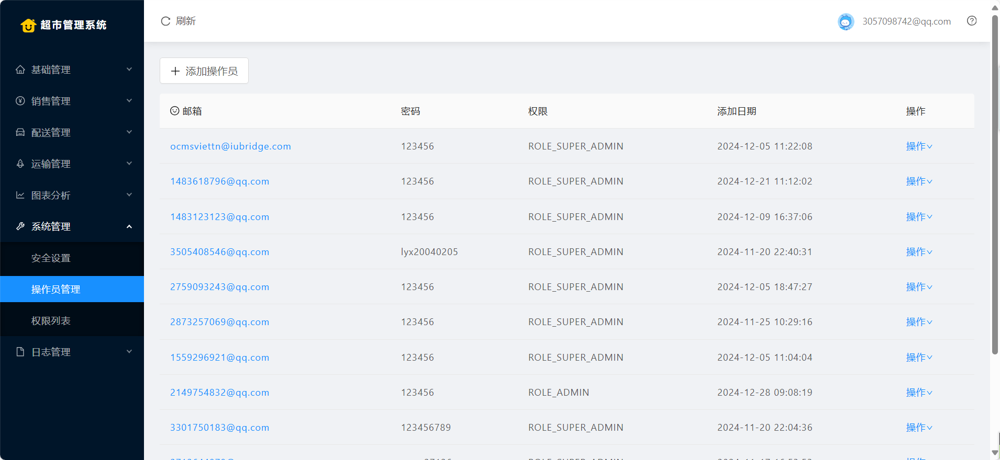 超市管理系统
刷新
3057098742@qq.com
基础管理
销售管理
配送管理
运输管理
图表分析
系统管理
安全设置
操作员管理
权限列表
日志管理
添加操作员
邮箱 密码 权限 添加日期 操作
ocmsviettn@iubridge.com 123456 ROLE_SUPER_ADMIN 2024-12-05 11:22:08 操作
1483618796@qq.com 123456 ROLE_SUPER_ADMIN 2024-12-21 11:12:02 操作
1483123123@qq.com 123456 ROLE_SUPER_ADMIN 2024-12-09 16:37:06 操作
3505408546@qq.com lyx20040205 ROLE_SUPER_ADMIN 2024-11-20 22:40:31 操作
2759093243@qq.com 123456 ROLE_SUPER_ADMIN 2024-12-05 18:47:27 操作
2873257069@qq.com 123456 ROLE_SUPER_ADMIN 2024-11-25 10:29:16 操作
1559296921@qq.com 123456 ROLE_SUPER_ADMIN 2024-12-05 11:04:04 操作
2149754832@qq.com 123456 ROLE_ADMIN 2024-12-28 09:08:19 操作
3301750183@qq.com 123456789 ROLE_SUPER_ADMIN 2024-11-20 22:04:36 操作